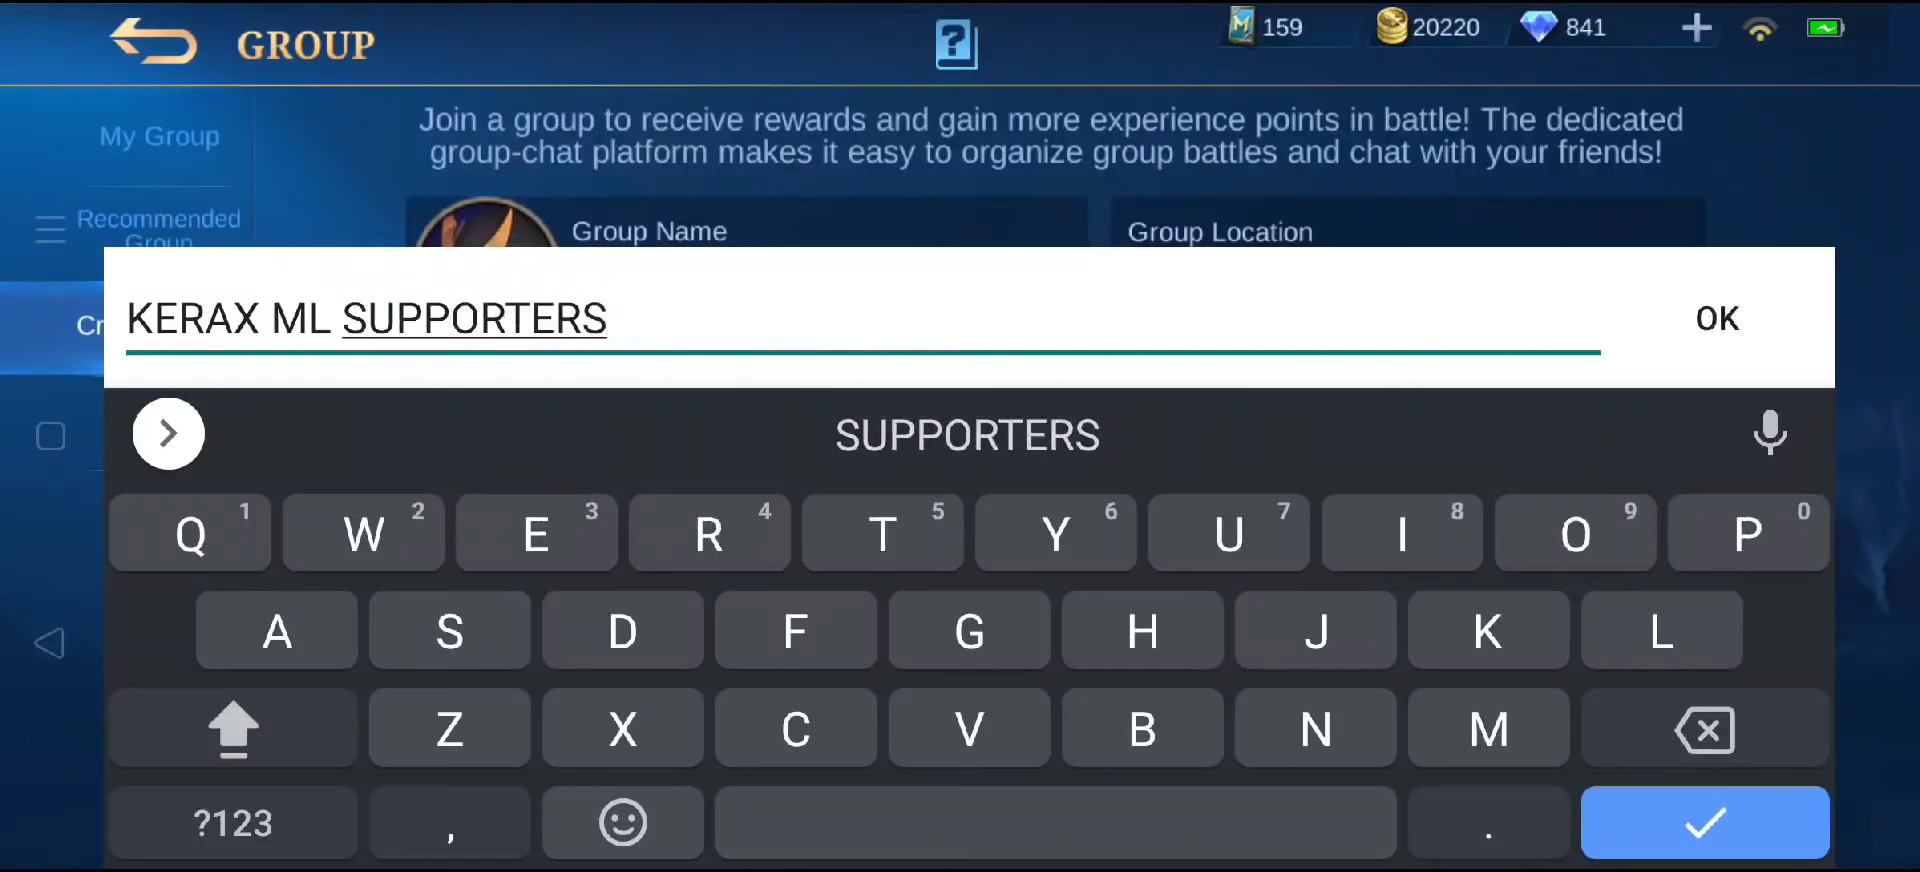 GROUP
159
20220
841
My Group
Recommended
Group
Cr
Join a group to receive rewards and gain more experience points in battle! The dedicated
group-chat platform makes it easy to organize group battles and chat with your friends!
Group Name
Group Location
KERAX ML SUPPORTERS
OK
SUPPORTERS
Q 1 W 2 E 3 R 4 T 5 Y 6 U 7 I 8 O 9 P 0
A S D F G H J K L
Z X C V B N M
?123 , .